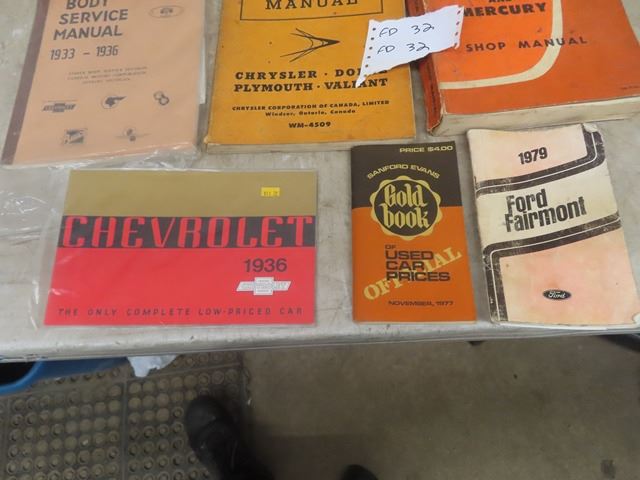 BODY
SERVICE
MANUAL
1933 - 1936
MANUAL
CHRYSLER · DODGE
PLYMOUTH · VALIANT
CHRYSLER CORPORATION OF CANADA, LIMITED
Windsor, Ontario, Canada
WM-4509
FD 32
FD 32
AND
MERCURY
SHOP MANUAL
CHEVROLET
1936
CHEVROLET
THE ONLY COMPLETE LOW-PRICED CAR
PRICE $4.00
SANFORD EVANS
Gold
book
OF
USED
CAR
PRICES
OFFICIAL
NOVEMBER, 1977
1979
Ford
Fairmont
Ford